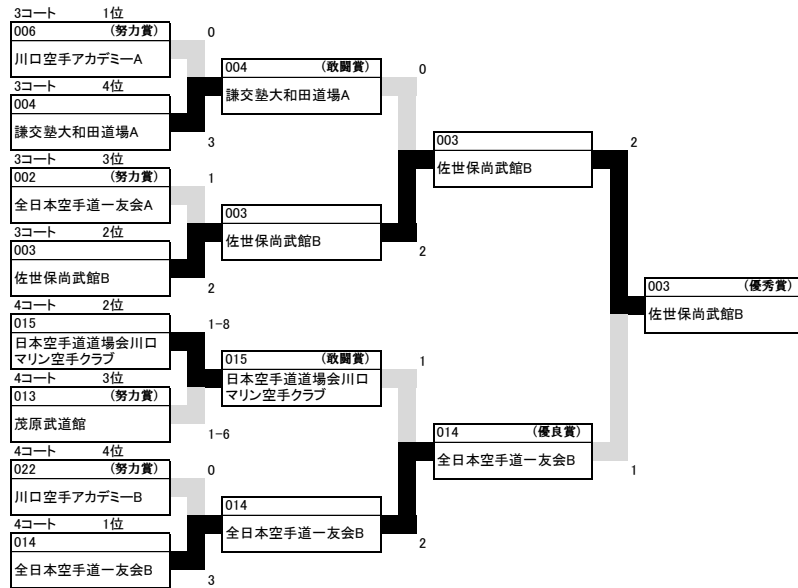 3コート 1位
006 (努力賞)
川口空手アカデミーA
0
3コート 4位
004
謙交塾大和田道場A
3
004 (敢闘賞)
謙交塾大和田道場A
0
3コート 3位
002 (努力賞)
全日本空手道一友会A
1
3コート 2位
003
佐世保尚武館B
2
003
佐世保尚武館B
2
003
佐世保尚武館B
2
4コート 2位
015
日本空手道道場会川口
マリン空手クラブ
1-8
4コート 3位
013 (努力賞)
茂原武道館
1-6
015 (敢闘賞)
日本空手道道場会川口
マリン空手クラブ
1
4コート 4位
022 (努力賞)
川口空手アカデミーB
0
4コート 1位
014
全日本空手道一友会B
3
014
全日本空手道一友会B
2
014 (優良賞)
全日本空手道一友会B
1
003 (優秀賞)
佐世保尚武館B